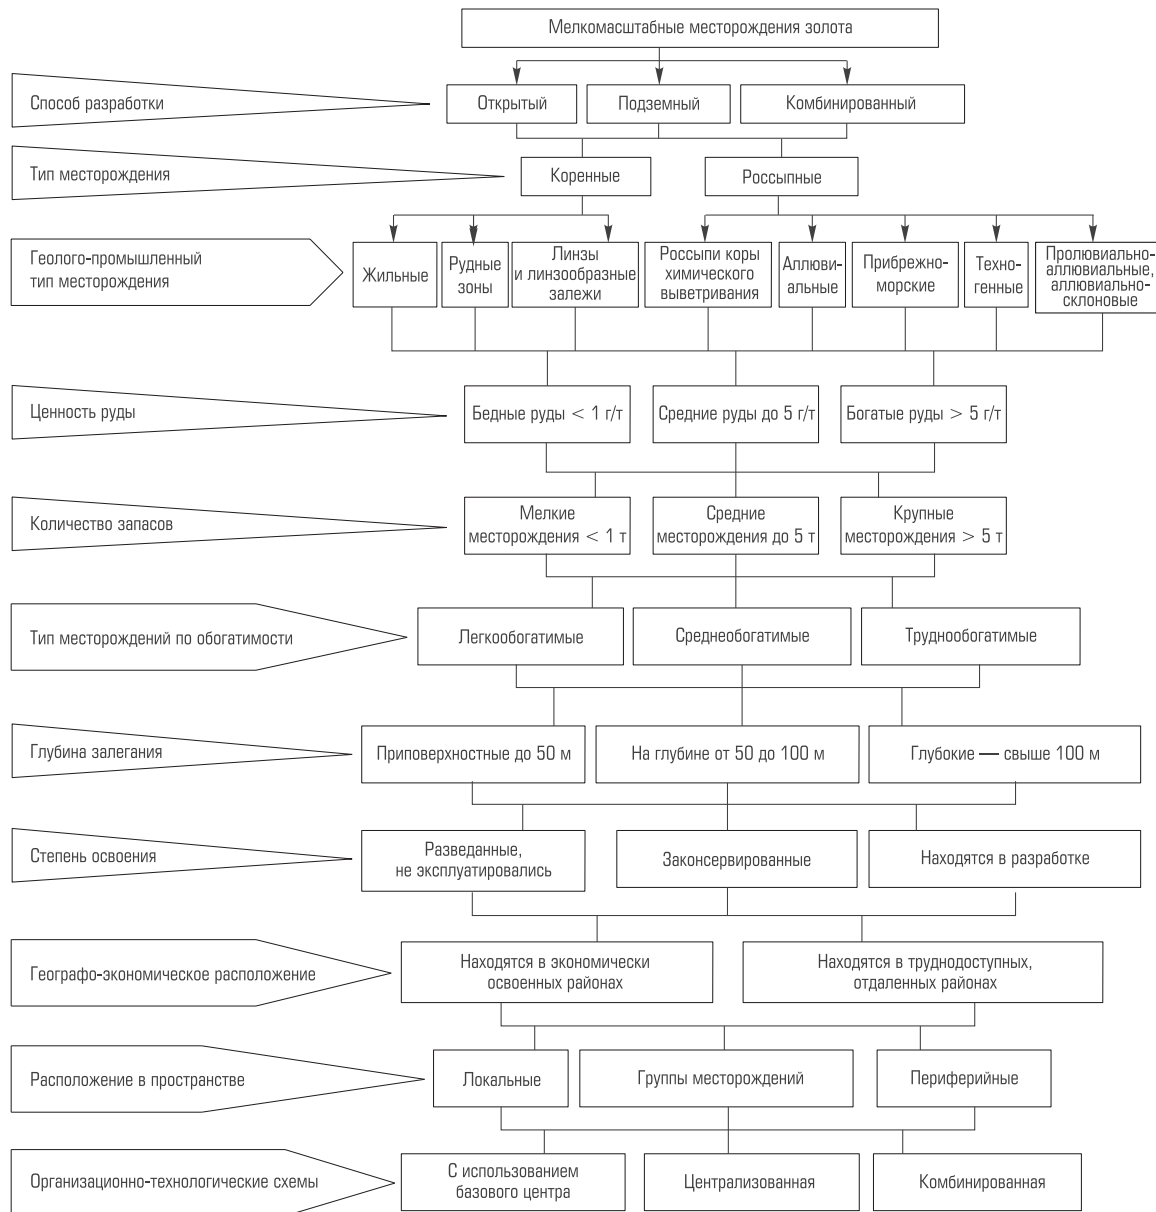 Мелкомасштабные месторождения золота
Способ разработки
Открытый
Подземный
Комбинированный
Тип месторождения
Коренные
Россыпные
Геолого-промышленный
тип месторождения
Жильные
Рудные
зоны
Линзы
и линзообразные
залежи
Россыпи коры
химического
выветривания
Аллюви-
альные
Прибрежно-
морские
Техно-
генные
Пролювиально-
аллювиальные,
аллювиально-
склоновые
Ценность руды
Бедные руды < 1 г/т
Средние руды до 5 г/т
Богатые руды > 5 г/т
Количество запасов
Мелкие
месторождения < 1 т
Средние
месторождения до 5 т
Крупные
месторождения > 5 т
Тип месторождений по обогатимости
Легкообогатимые
Среднеобогатимые
Труднообогатимые
Глубина залегания
Приповерхностные до 50 м
На глубине от 50 до 100 м
Глубокие — свыше 100 м
Степень освоения
Разведанные,
не эксплуатировались
Законсервированные
Находятся в разработке
Географо-экономическое расположение
Находятся в экономически
освоенных районах
Находятся в труднодоступных,
отдаленных районах
Расположение в пространстве
Локальные
Группы месторождений
Периферийные
Организационно-технологические схемы
С использованием
базового центра
Централизованная
Комбинированная